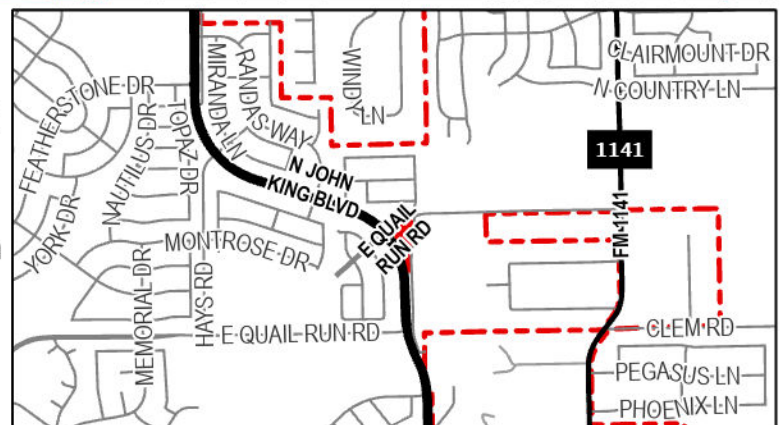 CLAIRMOUNT DR
N COUNTRY LN
WINDY LN
RANDAS WAY
MIRANDA LN
FEATHERSTONE DR
TOPAZ DR
NAUTILUS DR
YORK DR
1141
N JOHN
KING BLVD
E QUAIL
RUN RD
FM 1141
MONTROSE DR
HAYS RD
MEMORIAL DR
E QUAIL RUN RD
CLEM RD
PEGASUS LN
PHOENIX LN